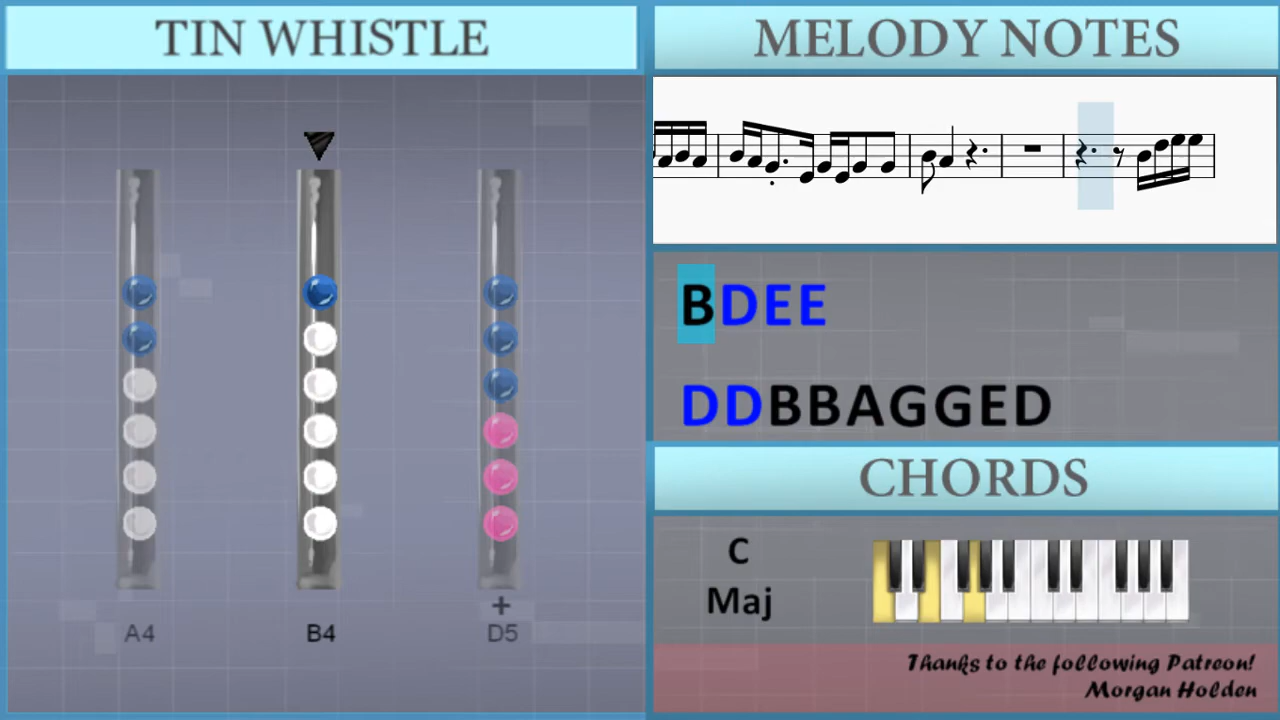 TIN WHISTLE
A4
B4
+
D5
MELODY NOTES
BDEE
DDBBAGGED
CHORDS
C
Maj
Thanks to the following Patreon!
Morgan Holden